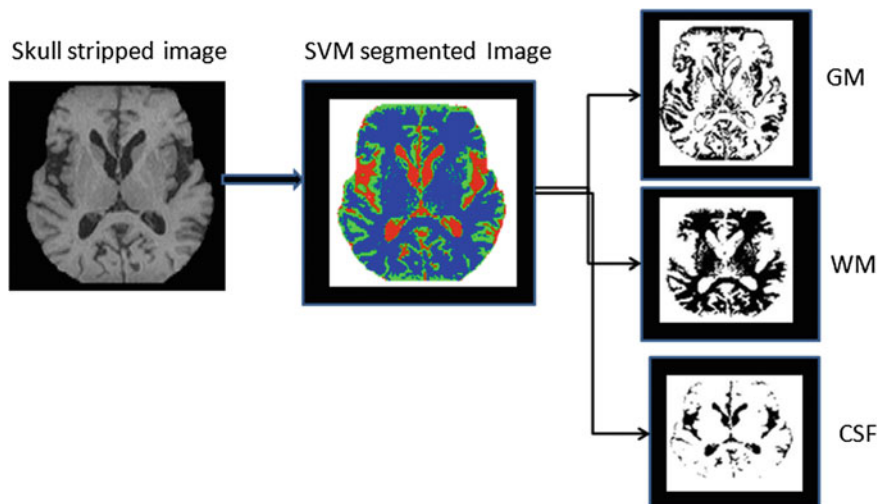 Skull stripped image
SVM segmented Image
GM
WM
CSF